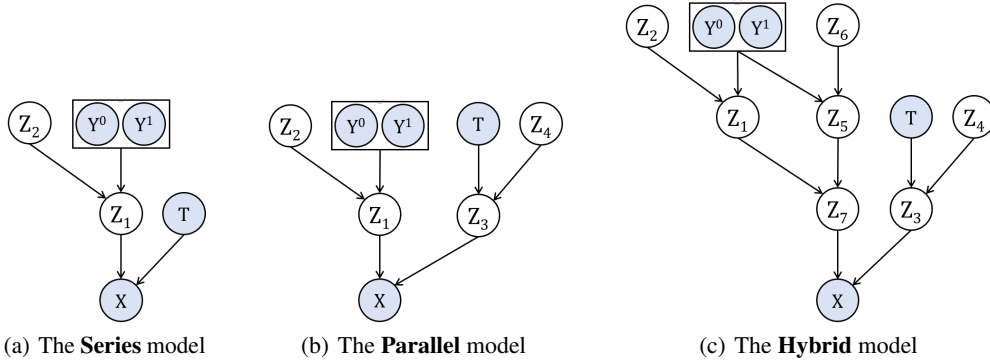 Z₂ Y⁰ Y¹ Z₆
Z₂ Y⁰ Y¹ Z₂ Y⁰ Y¹ T Z₄ Z₁ Z₅ T Z₄
Z₁ T Z₁ Z₃ Z₇ Z₃
X X X
(a) The Series model (b) The Parallel model (c) The Hybrid model